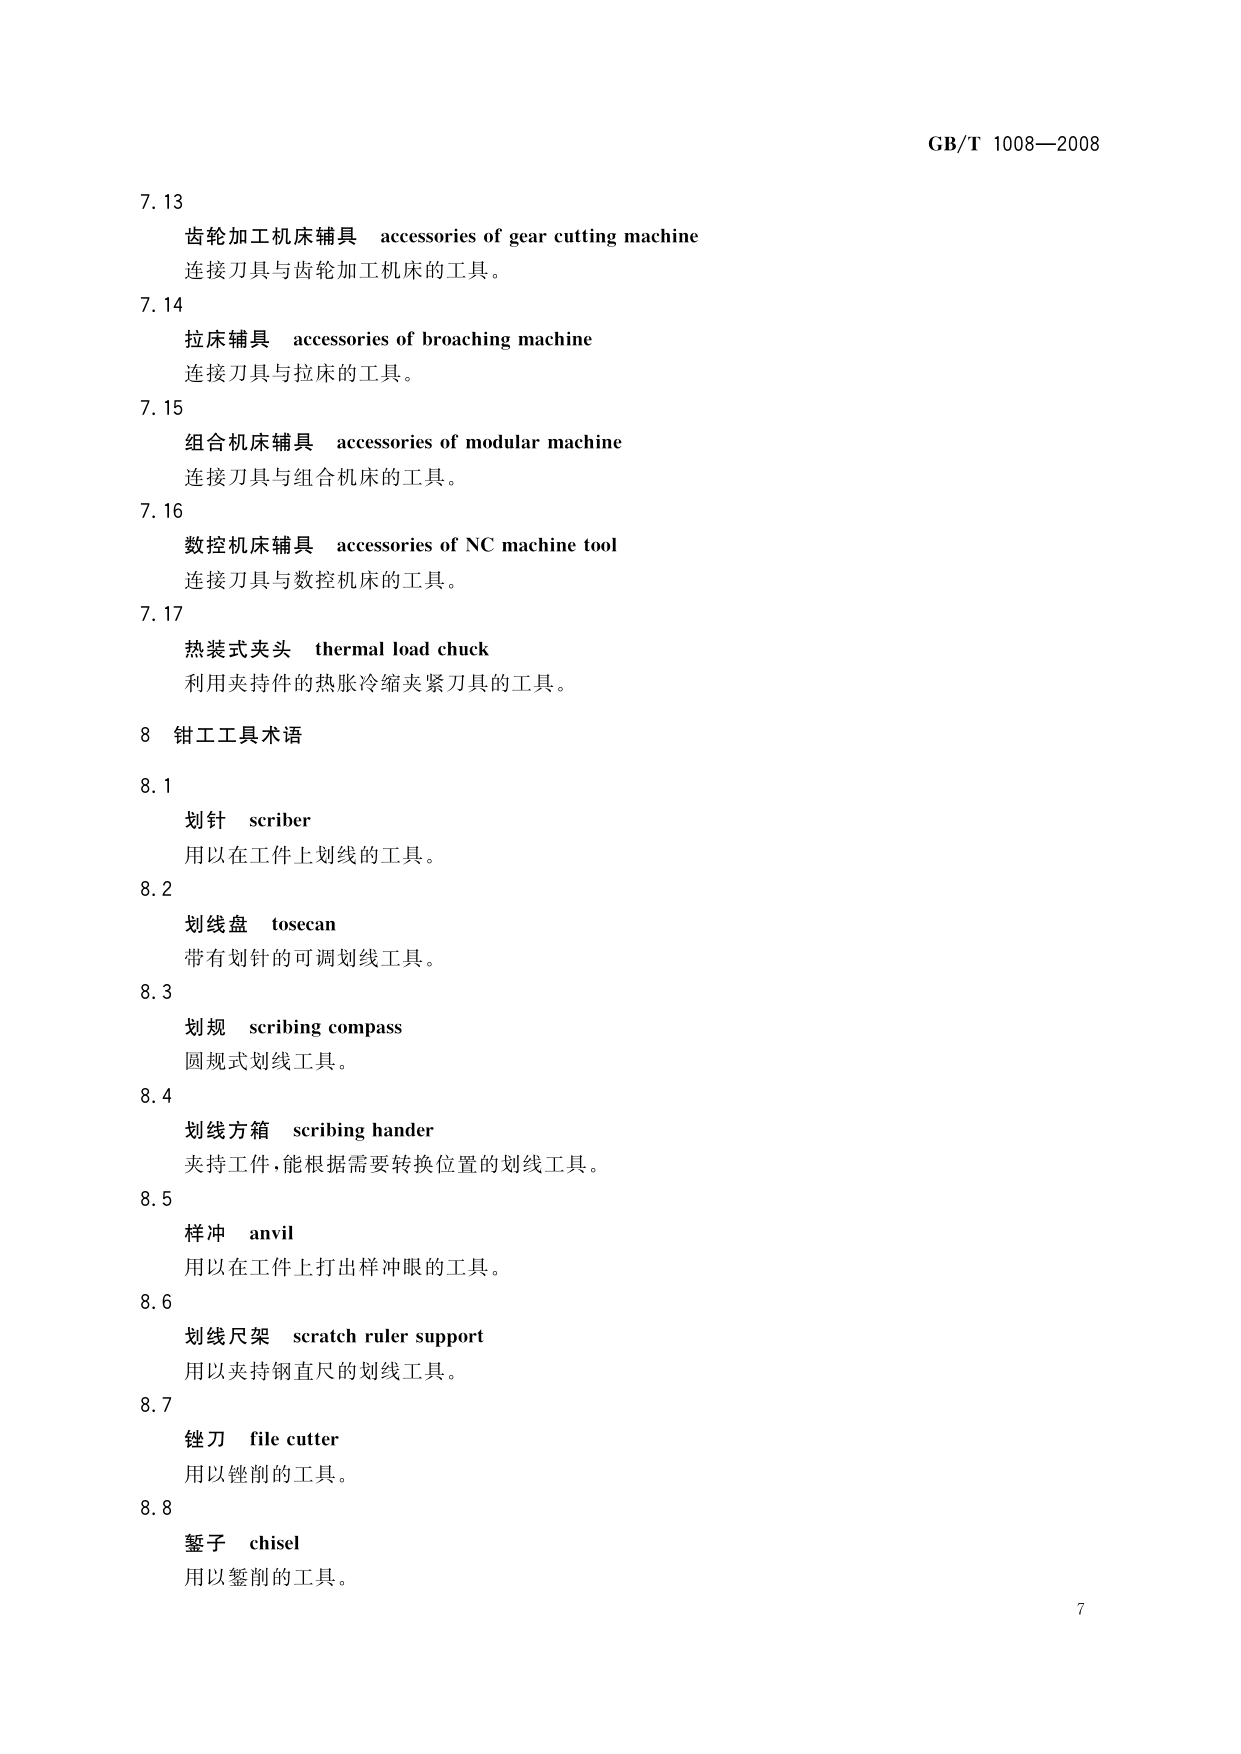 GB/T 1008—2008
7.13
齿轮加工机床辅具 accessories of gear cutting machine
连接刀具与齿轮加工机床的工具。
7.14
拉床辅具 accessories of broaching machine
连接刀具与拉床的工具。
7.15
组合机床辅具 accessories of modular machine
连接刀具与组合机床的工具。
7.16
数控机床辅具 accessories of NC machine tool
连接刀具与数控机床的工具。
7.17
热装式夹头 thermal load chuck
利用夹持件的热胀冷缩夹紧刀具的工具。
8 钳工工具术语
8.1
划针 scriber
用以在工件上划线的工具。
8.2
划线盘 tosecan
带有划针的可调划线工具。
8.3
划规 scribing compass
圆规式划线工具。
8.4
划线方箱 scribing hander
夹持工件,能根据需要转换位置的划线工具。
8.5
样冲 anvil
用以在工件上打出样冲眼的工具。
8.6
划线尺架 scratch ruler support
用以夹持钢直尺的划线工具。
8.7
锉刀 file cutter
用以锉削的工具。
8.8
錾子 chisel
用以錾削的工具。
7